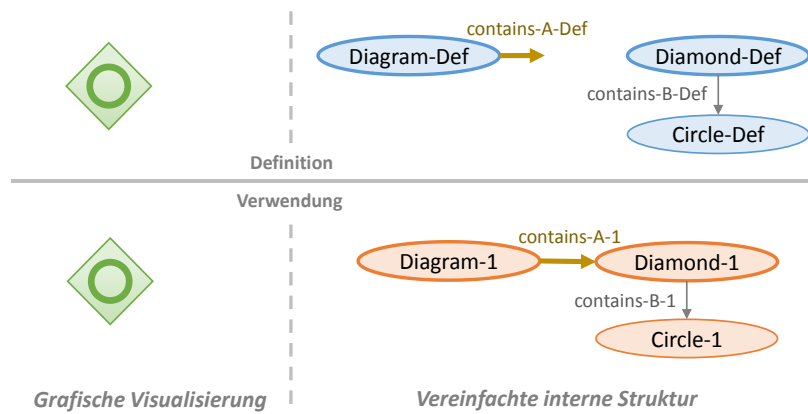 contains-A-Def
Diagram-Def
Diamond-Def
contains-B-Def
Circle-Def
Definition
Verwendung
contains-A-1
Diagram-1
Diamond-1
contains-B-1
Circle-1
Grafische Visualisierung
Vereinfachte interne Struktur